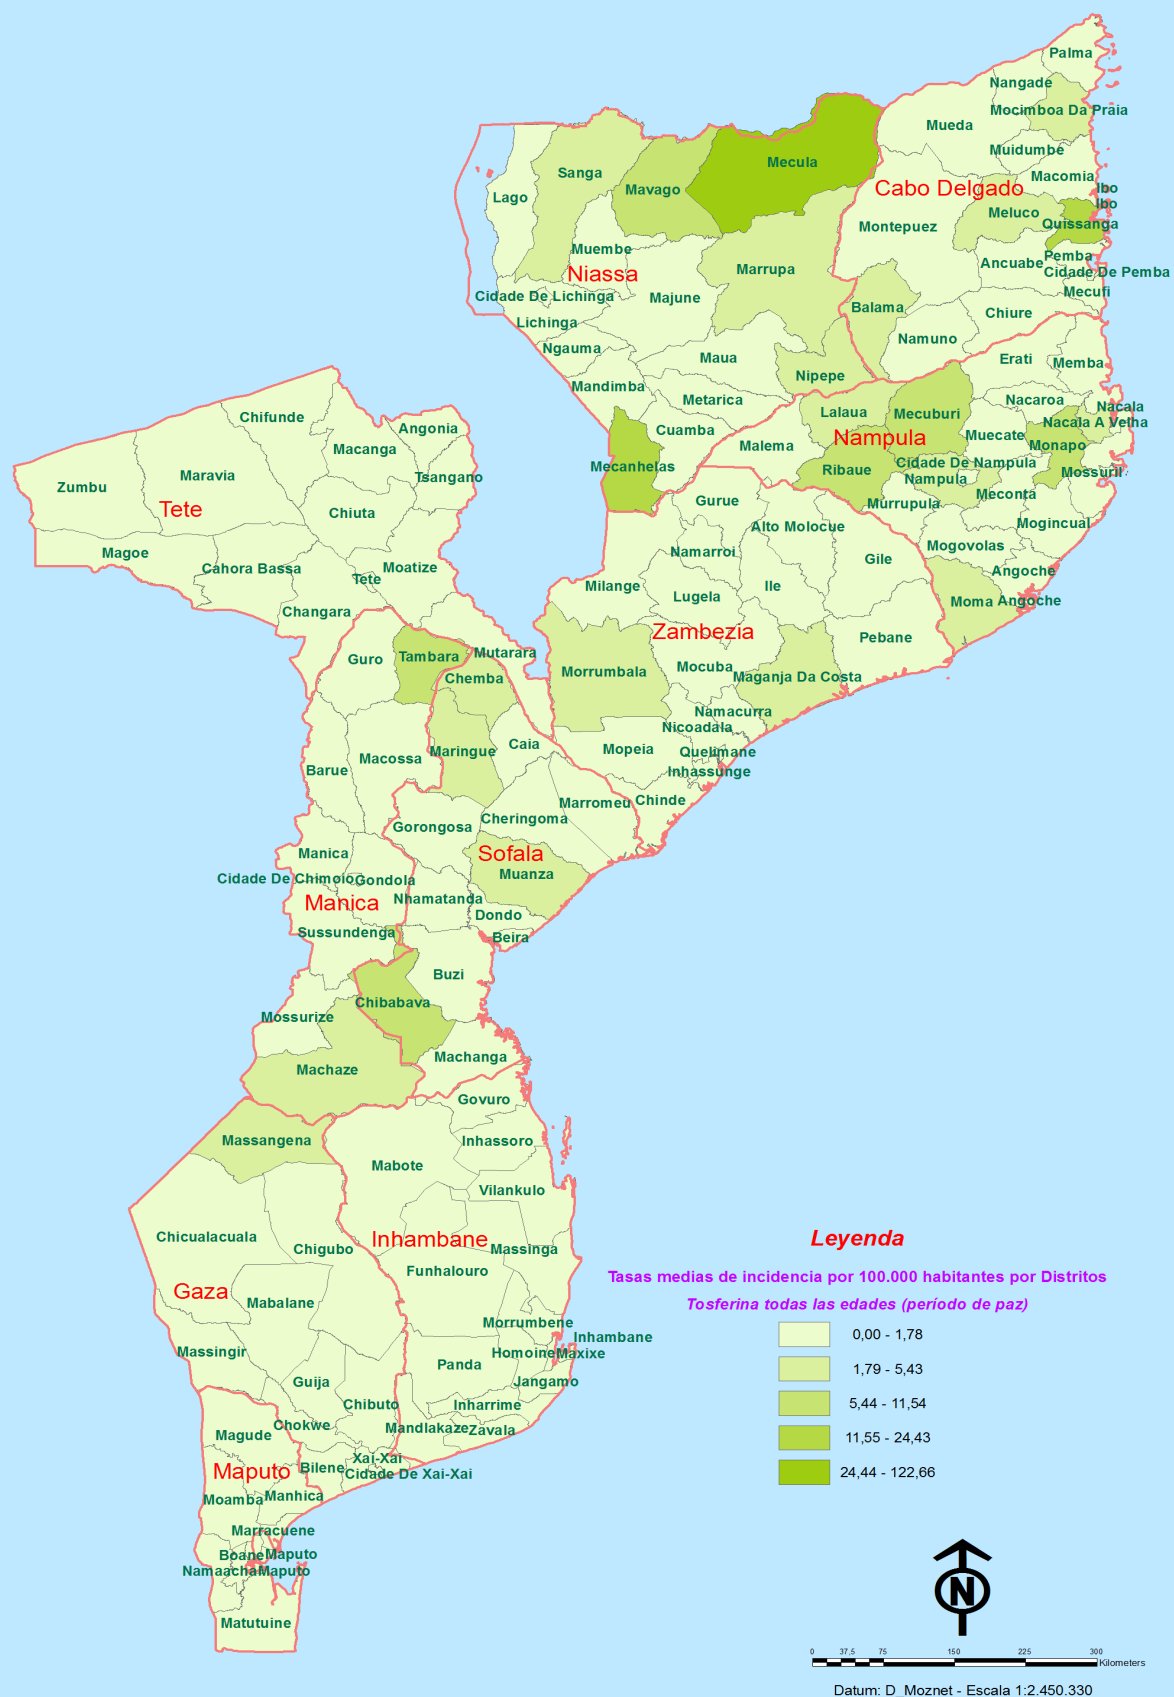 Palma
Nangade
Mocimboa Da Praia
Mueda
Muidumbe
Mecula
Sanga
Macomia
Mavago
Cabo Delgado
Ibo
Lago
Ibo
Meluco
Quissanga
Montepuez
Muembe
Pemba
Ancuabe
Marrupa
Niassa
Cidade De Pemba
Mecufi
Cidade De Lichinga
Majune
Balama
Chiure
Lichinga
Namuno
Ngauma
Maua
Erati
Memba
Nipepe
Mandimba
Metarica
Nacaroa
Nacala
Lalaua
Mecuburi
Chifunde
Nacala A Velha
Angonia
Cuamba
Muecate
Nampula
Malema
Monapo
Macanga
Cidade De Nampula
Mecanhelas
Ribaue
Mossuril
Maravia
Tsangano
Nampula
Zumbu
Meconta
Gurue
Murrupula
Tete
Chiuta
Mogincual
Alto Molocue
Mogovolas
Magoe
Namarroi
Gile
Cahora Bassa
Moatize
Angoche
Tete
Milange
Ile
Lugela
Moma
Angoche
Changara
Zambezia
Pebane
Mutarara
Guro
Tambara
Mocuba
Morrumbala
Maganja Da Costa
Chemba
Namacurra
Nicoadala
Caia
Mopeia
Maringue
Quelimane
Macossa
Barue
Inhassunge
Chinde
Marromeu
Cheringoma
Gorongosa
Manica
Sofala
Muanza
Cidade De Chimoio
Gondola
Nhamatanda
Manica
Dondo
Sussundenga
Beira
Buzi
Chibabava
Mossurize
Machanga
Machaze
Govuro
Massangena
Inhassoro
Mabote
Vilankulo
Chicualacuala
Inhambane
Chigubo
Massinga
Funhalouro
Gaza
Mabalane
Morrumbene
Inhambane
Massingir
Homoine
Maxixe
Panda
Guija
Jangamo
Chibuto
Inharrime
Chokwe
Mandlakaze
Zavala
Magude
Xai-Xai
Bilene
Maputo
Cidade De Xai-Xai
Moamba
Manhica
Marracuene
Boane
Maputo
Namaacha
Maputo
Matutuine
Leyenda
Tasas medias de incidencia por 100.000 habitantes por Distritos
Tosferina todas las edades (período de paz)
0,00 - 1,78
1,79 - 5,43
5,44 - 11,54
11,55 - 24,43
24,44 - 122,66
N
0 37,5 75 150 225 300
Kilometers
Datum: D_Moznet - Escala 1:2.450.330